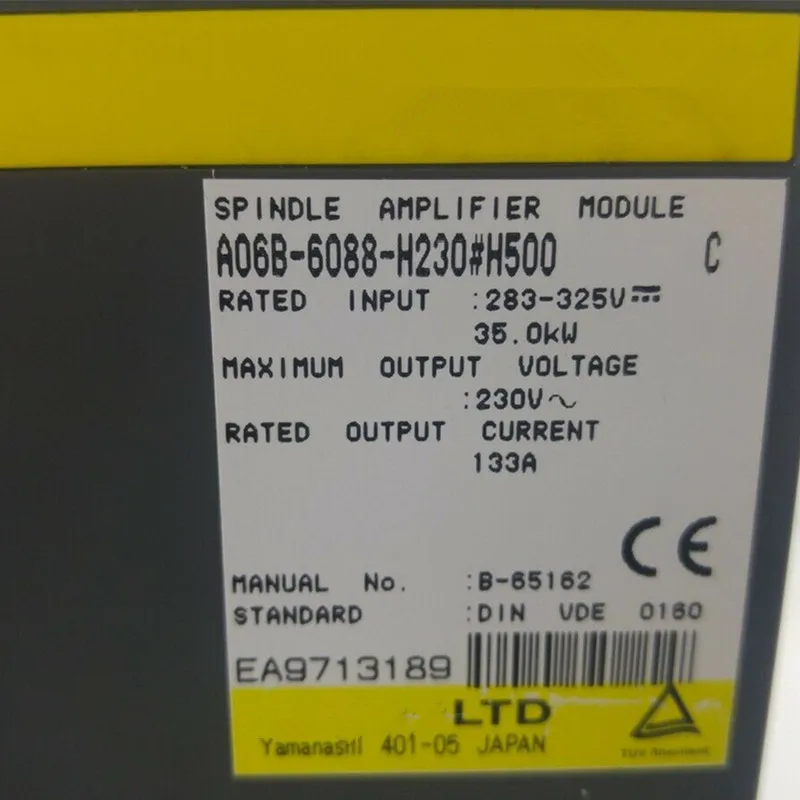 SPINDLE AMPLIFIER MODULE
A06B-6088-H230#H500 C
RATED INPUT :283-325V⎓
35.0kW
MAXIMUM OUTPUT VOLTAGE
:230V～
RATED OUTPUT CURRENT
133A
CE
MANUAL No. :B-65162
STANDARD :DIN VDE 0160
EA9713189
LTD
Yamanashi 401-05 JAPAN